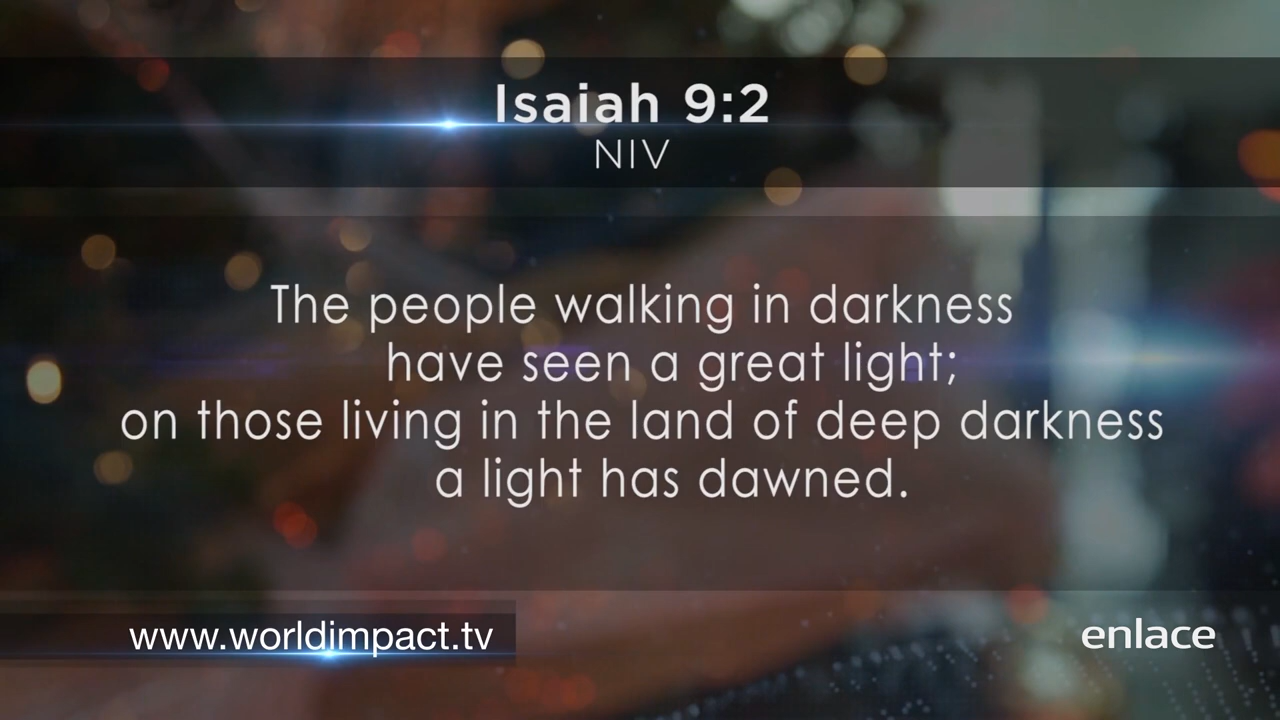 Isaiah 9:2
NIV
The people walking in darkness
have seen a great light;
on those living in the land of deep darkness
a light has dawned.
www.worldimpact.tv
enlace